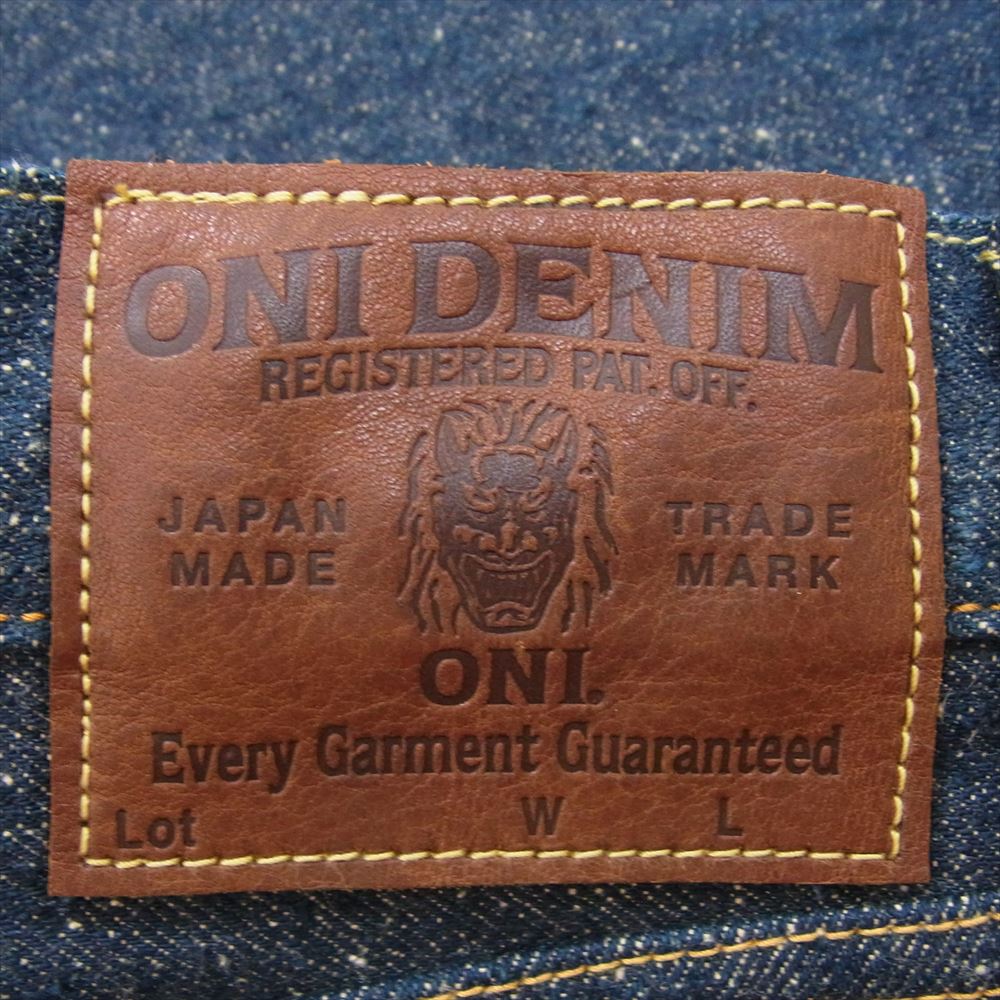 ONI DENIM
REGISTERED PAT. OFF.
JAPAN MADE
TRADE MARK
ONI.
Every Garment Guaranteed
Lot W L